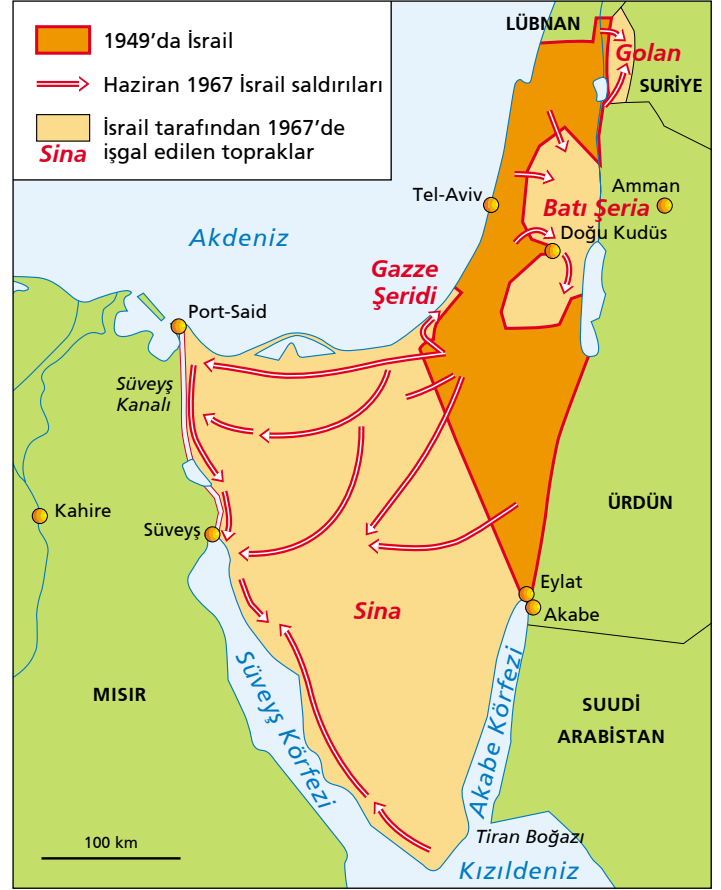 1949'da İsrail
Haziran 1967 İsrail saldırıları
İsrail tarafından 1967'de
Sina işgal edilen topraklar
LÜBNAN
Golan
SURİYE
Tel-Aviv
Amman
Batı Şeria
Doğu Kudüs
Akdeniz
Gazze
Şeridi
Port-Said
Süveyş
Kanalı
Kahire
Süveyş
ÜRDÜN
Eylat
Akabe
Sina
MISIR
Süveyş Körfezi
Akabe Körfezi
SUUDİ
ARABİSTAN
Tiran Boğazı
Kızıldeniz
100 km